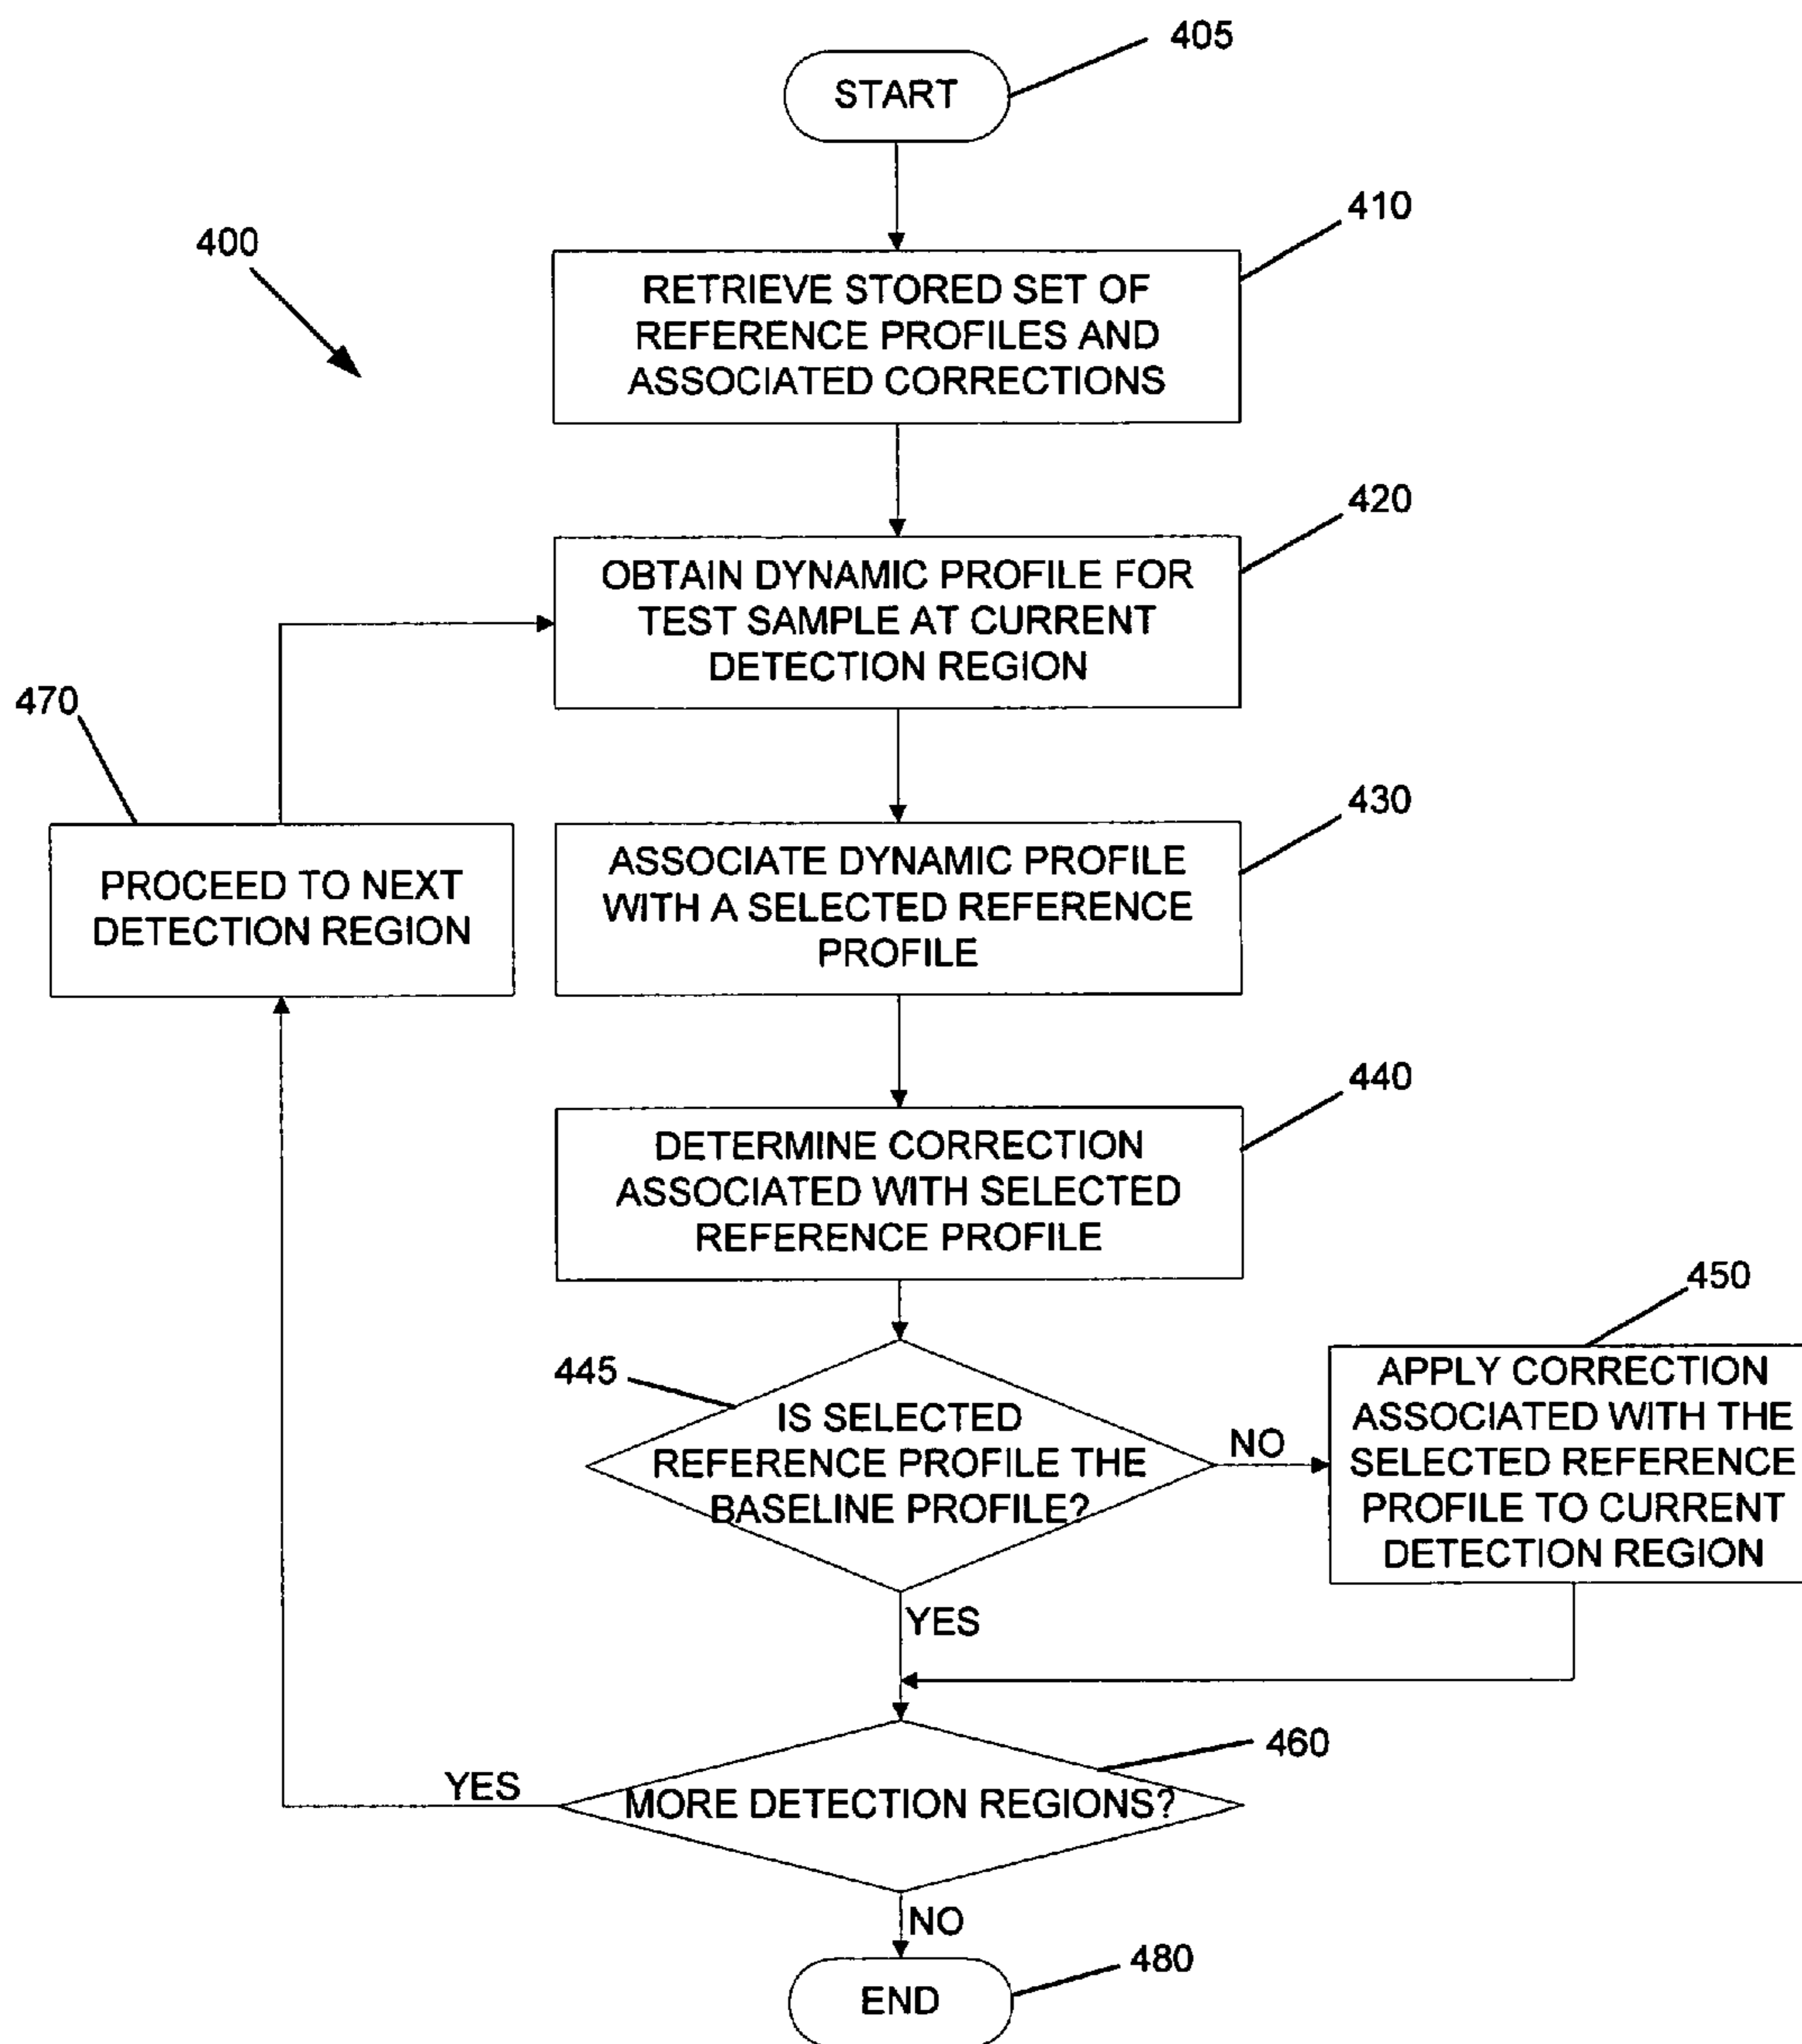 405
START
410
400
RETRIEVE STORED SET OF
REFERENCE PROFILES AND
ASSOCIATED CORRECTIONS
420
OBTAIN DYNAMIC PROFILE FOR
TEST SAMPLE AT CURRENT
DETECTION REGION
470
430
PROCEED TO NEXT
DETECTION REGION
ASSOCIATE DYNAMIC PROFILE
WITH A SELECTED REFERENCE
PROFILE
440
DETERMINE CORRECTION
ASSOCIATED WITH SELECTED
REFERENCE PROFILE
450
445
IS SELECTED
REFERENCE PROFILE THE
BASELINE PROFILE?
NO
APPLY CORRECTION
ASSOCIATED WITH THE
SELECTED REFERENCE
PROFILE TO CURRENT
DETECTION REGION
YES
460
YES
MORE DETECTION REGIONS?
NO
480
END